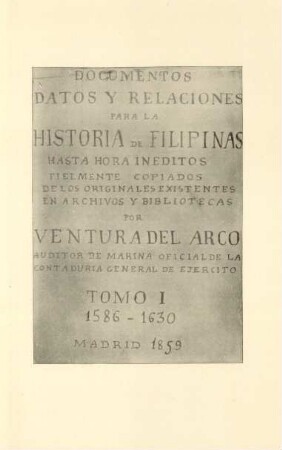 DOCUMENTOS
DATOS Y RELACIONES
PARA LA
HISTORIA DE FILIPINAS
HASTA HORA INEDITOS
FIELMENTE COPIADOS
DE LOS ORIGINALES EXISTENTES
EN ARCHIVOS Y BIBLIOTECAS
POR
VENTURA DEL ARCO
AUDITOR DE MARINA OFICIAL DE LA
CONTADURIA GENERAL DE EJERCITO
TOMO I
1586 - 1630
MADRID 1859